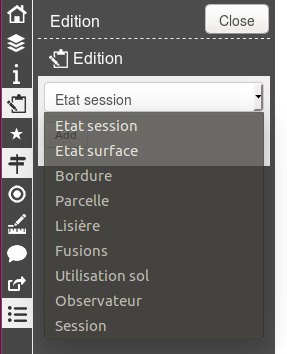 Edition
Close
Edition
Etat session
Etat session
Add
Etat surface
Bordure
Parcelle
Lisière
Fusions
Utilisation sol
Observateur
Session